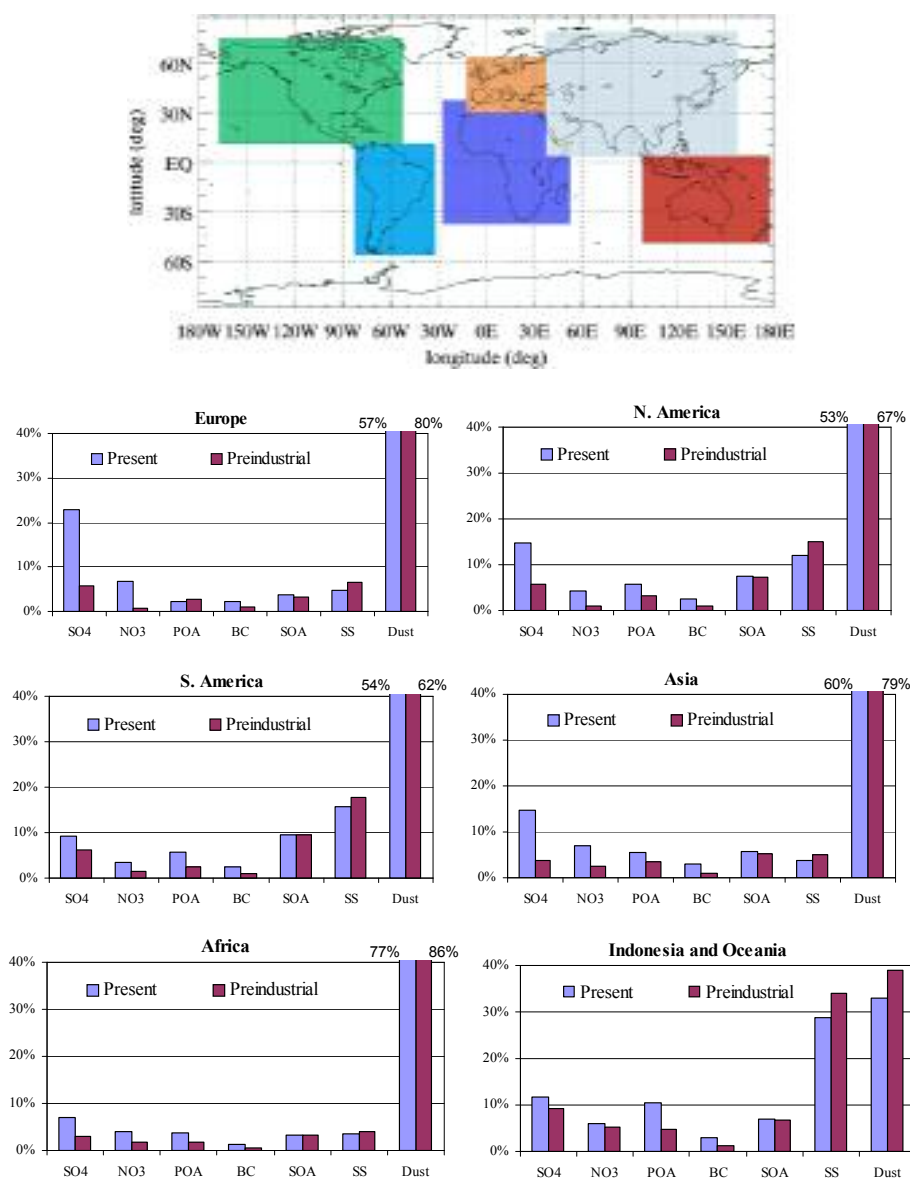 60N
30N
EQ
30S
60S
latitude (deg)
180W 150W 120W 90W 60W 30W 0E 30E 60E 90E 120E 150E 180E
longitude (deg)
Europe
57% 80%
40%
30%
20%
10%
0%
Present Preindustrial
SO4 NO3 POA BC SOA SS Dust
N. America
53% 67%
40%
30%
20%
10%
0%
Present Preindustrial
SO4 NO3 POA BC SOA SS Dust
S. America
54% 62%
40%
30%
20%
10%
0%
Present Preindustrial
SO4 NO3 POA BC SOA SS Dust
Asia
60% 79%
40%
30%
20%
10%
0%
Present Preindustrial
SO4 NO3 POA BC SOA SS Dust
Africa
77% 86%
40%
30%
20%
10%
0%
Present Preindustrial
SO4 NO3 POA BC SOA SS Dust
Indonesia and Oceania
40%
30%
20%
10%
0%
Present Preindustrial
SO4 NO3 POA BC SOA SS Dust